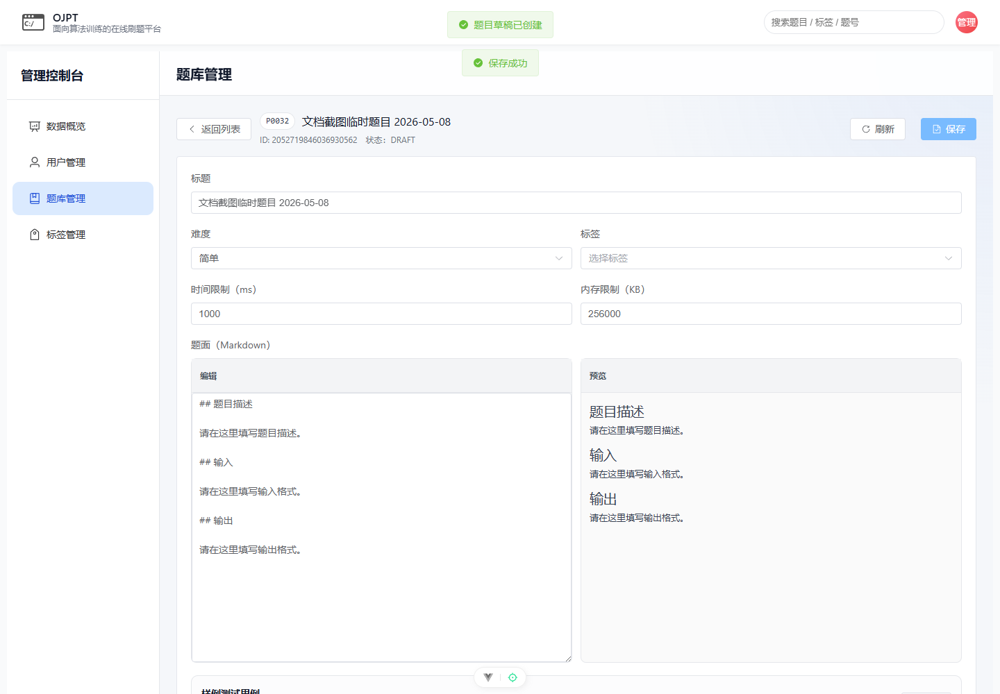 OJPT
面向算法训练的在线刷题平台
题目草稿已创建
搜索题目 / 标签 / 题号
管理
保存成功
管理控制台
题库管理
数据概览
用户管理
题库管理
标签管理
返回列表
P0032
文档截图临时题目 2026-05-08
ID: 2052719846036930562
状态：DRAFT
刷新
保存
标题
文档截图临时题目 2026-05-08
难度
标签
简单
选择标签
时间限制（ms）
内存限制（KB）
1000
256000
题面（Markdown）
编辑
预览
## 题目描述
请在这里填写题目描述。
## 输入
请在这里填写输入格式。
## 输出
请在这里填写输出格式。
题目描述
请在这里填写题目描述。
输入
请在这里填写输入格式。
输出
请在这里填写输出格式。
样例测试用例